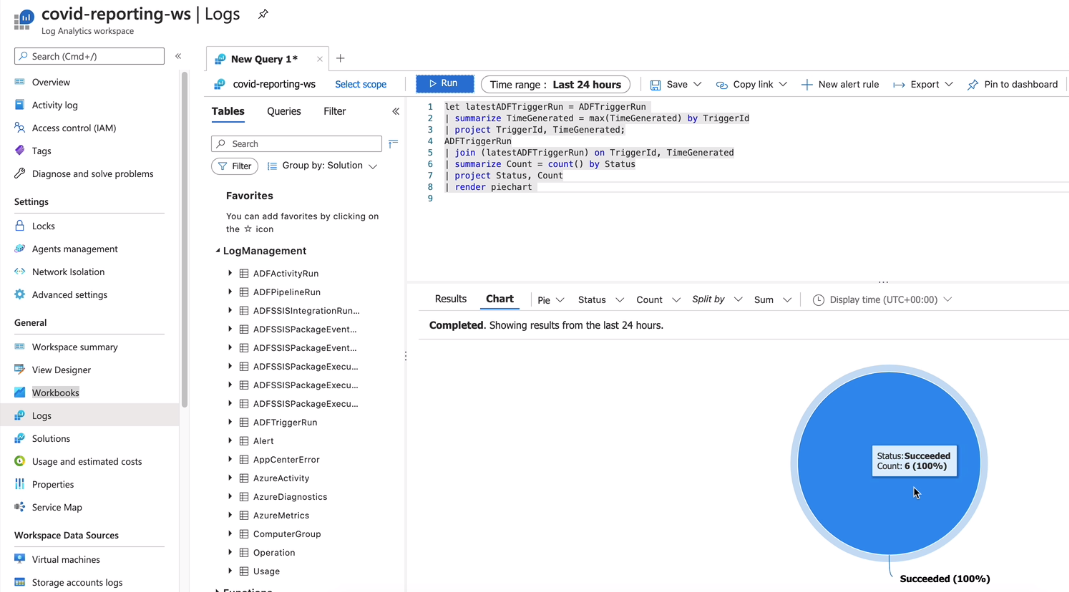 covid-reporting-ws | Logs
Log Analytics workspace
Search (Cmd+/)
«
Overview
Activity log
Access control (IAM)
Tags
Diagnose and solve problems
Settings
Locks
Agents management
Network Isolation
Advanced settings
General
Workspace summary
View Designer
Workbooks
Logs
Solutions
Usage and estimated costs
Properties
Service Map
Workspace Data Sources
Virtual machines
Storage accounts logs
New Query 1* × +
covid-reporting-ws Select scope Run Time range : Last 24 hours Save Copy link New alert rule Export Pin to dashboard
Tables Queries Filter «
Search
Filter Group by: Solution
Favorites
You can add favorites by clicking on
the ☆ icon
LogManagement
ADFActivityRun
ADFPipelineRun
ADFSSISIntegrationRun...
ADFSSISPackageEvent...
ADFSSISPackageEvent...
ADFSSISPackageExecu...
ADFSSISPackageExecu...
ADFSSISPackageExecu...
ADFTriggerRun
Alert
AppCenterError
AzureActivity
AzureDiagnostics
AzureMetrics
ComputerGroup
Operation
Usage
Functions
1 let latestADFTriggerRun = ADFTriggerRun
2 | summarize TimeGenerated = max(TimeGenerated) by TriggerId
3 | project TriggerId, TimeGenerated;
4 ADFTriggerRun
5 | join (latestADFTriggerRun) on TriggerId, TimeGenerated
6 | summarize Count = count() by Status
7 | project Status, Count
8 | render piechart
9
Results Chart Pie Status Count Split by Sum Display time (UTC+00:00)
Completed. Showing results from the last 24 hours.
Status: Succeeded
Count: 6 (100%)
Succeeded (100%)